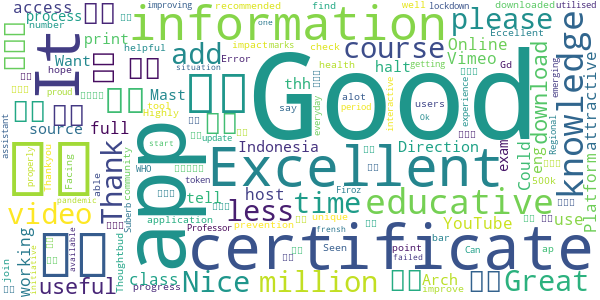 access
process
improving
number
recommended
find
well
lockdown
downloaded
utilised
helpful
impactmarks
one
check
Eccellent
information
add
please
Online
course
Vimeo
halt
knowledge
attractive
download
Platform
Want
print
hope
situation
Error
health
getting
It
proud
tool
Highly
Mast
thh
say
alot
period
everyday
interactive
users
Ok
Gd
experience
emerging
Regional
Good
source
full
update
Indonesia
Direction
exam
Could
eng
500k
assistant
properly
Thankyou
Facing
able
Thank
app
start
WHO
Excellent
token
host
time
educative
community
pandemic
Superb
tell
Firoz
less
video
application
prevention
unique
YouTube
use
Professor
frensh
bar
certificate
working
join
initiative
available
Thoughtbud
class
Seen
point
failed
Can
ap
useful
progress
Nice
million
Arch
improve
Great